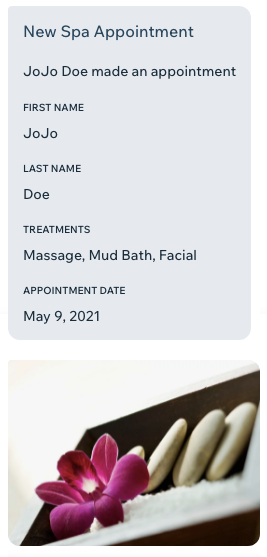 New Spa Appointment
JoJo Doe made an appointment
FIRST NAME
JoJo
LAST NAME
Doe
TREATMENTS
Massage, Mud Bath, Facial
APPOINTMENT DATE
May 9, 2021